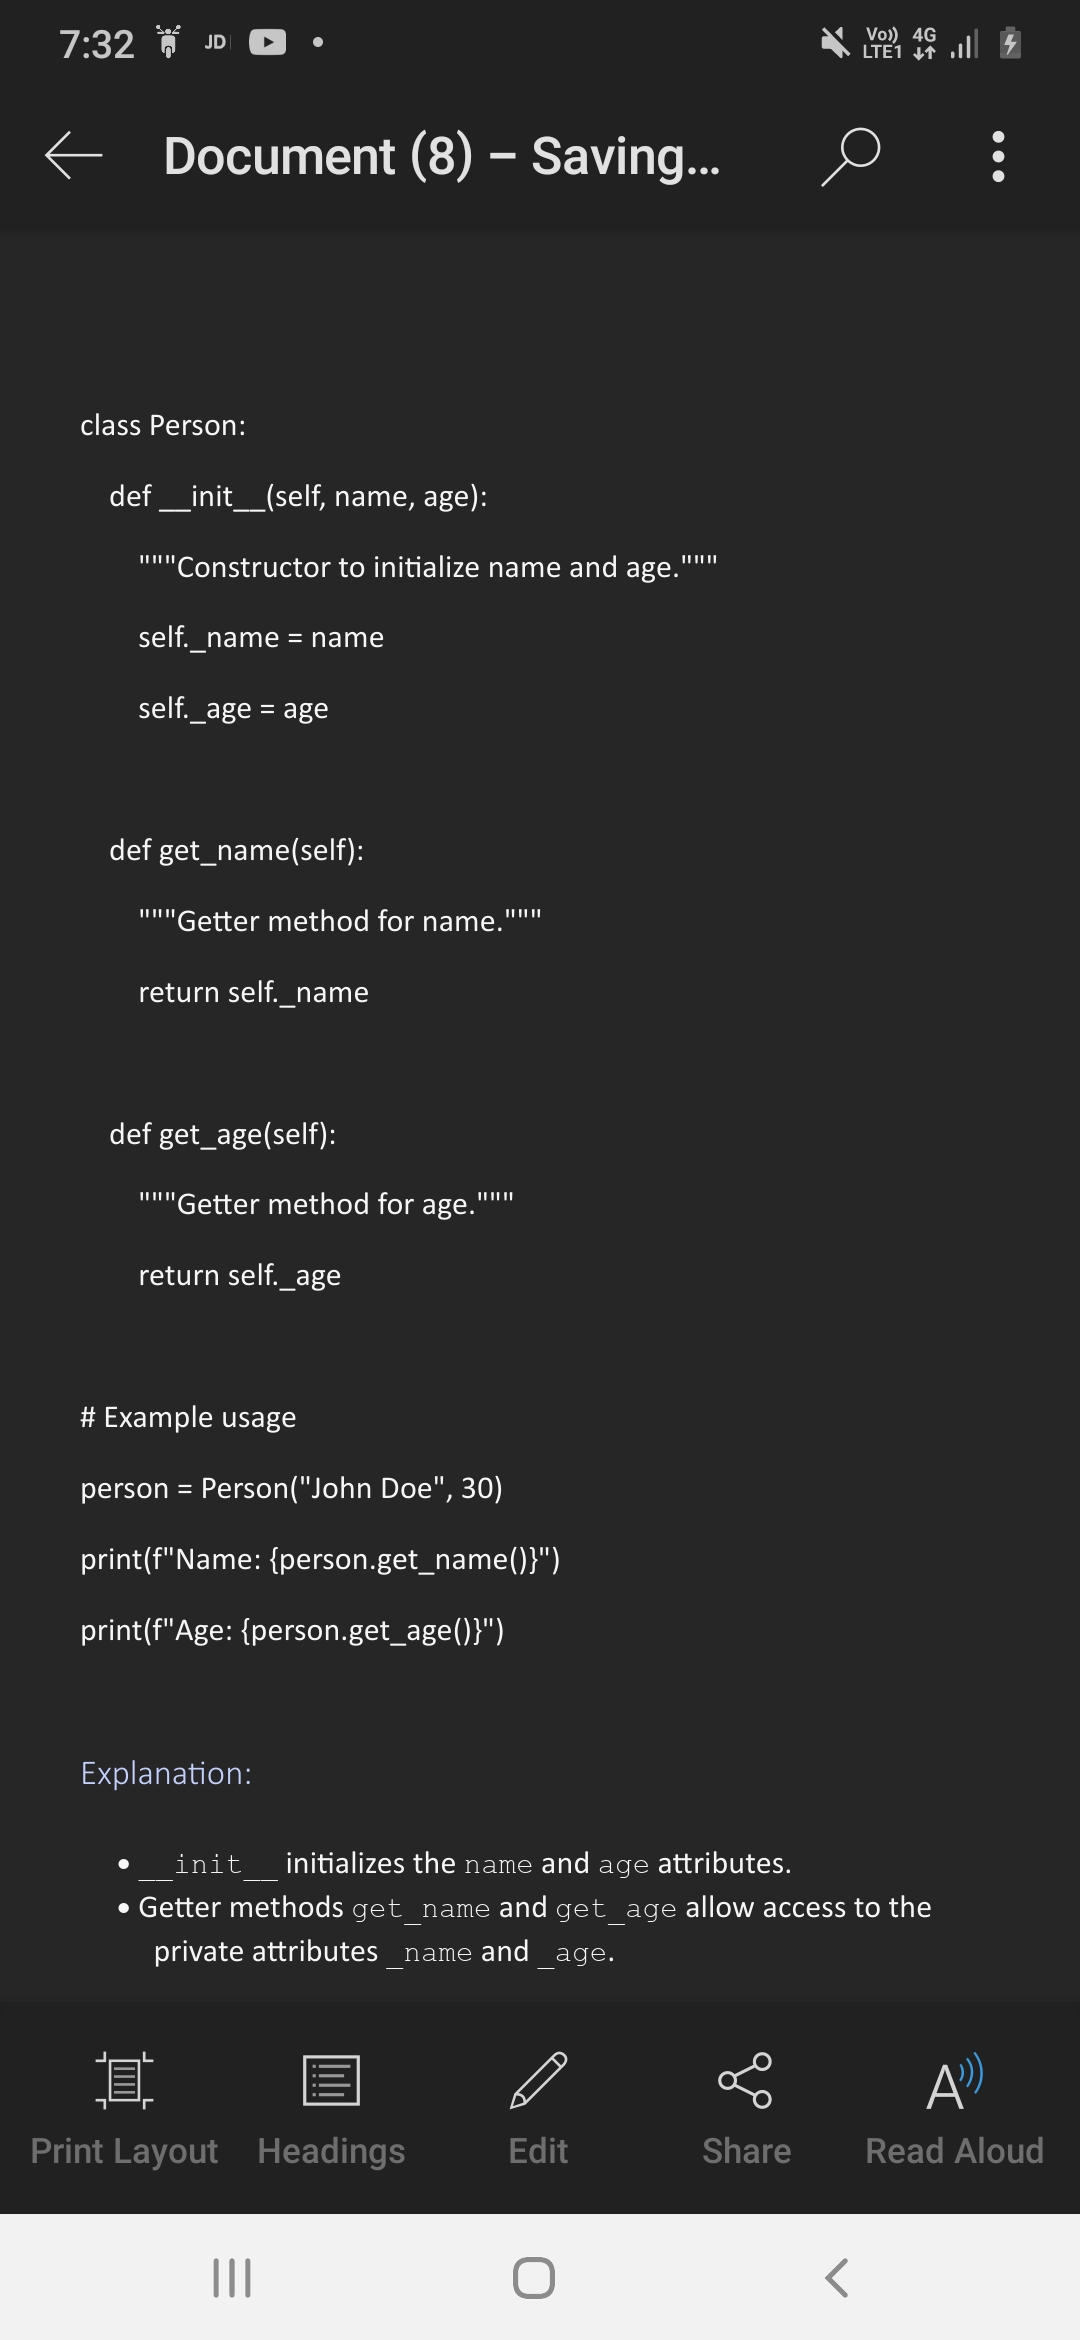 7:32 JD
Vo)) 4G
LTE1
Document (8) – Saving...
class Person:
def __init__(self, name, age):
"""Constructor to initialize name and age."""
self._name = name
self._age = age
def get_name(self):
"""Getter method for name."""
return self._name
def get_age(self):
"""Getter method for age."""
return self._age
# Example usage
person = Person("John Doe", 30)
print(f"Name: {person.get_name()}")
print(f"Age: {person.get_age()}")
Explanation:
• __init__ initializes the name and age attributes.
• Getter methods get_name and get_age allow access to the
private attributes _name and _age.
Print Layout Headings Edit Share Read Aloud